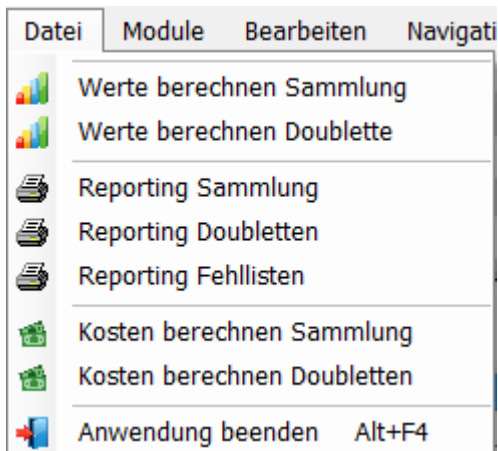 Datei Module Bearbeiten Navigati
Werte berechnen Sammlung
Werte berechnen Doublette
Reporting Sammlung
Reporting Doubletten
Reporting Fehllisten
Kosten berechnen Sammlung
Kosten berechnen Doubletten
Anwendung beenden Alt+F4